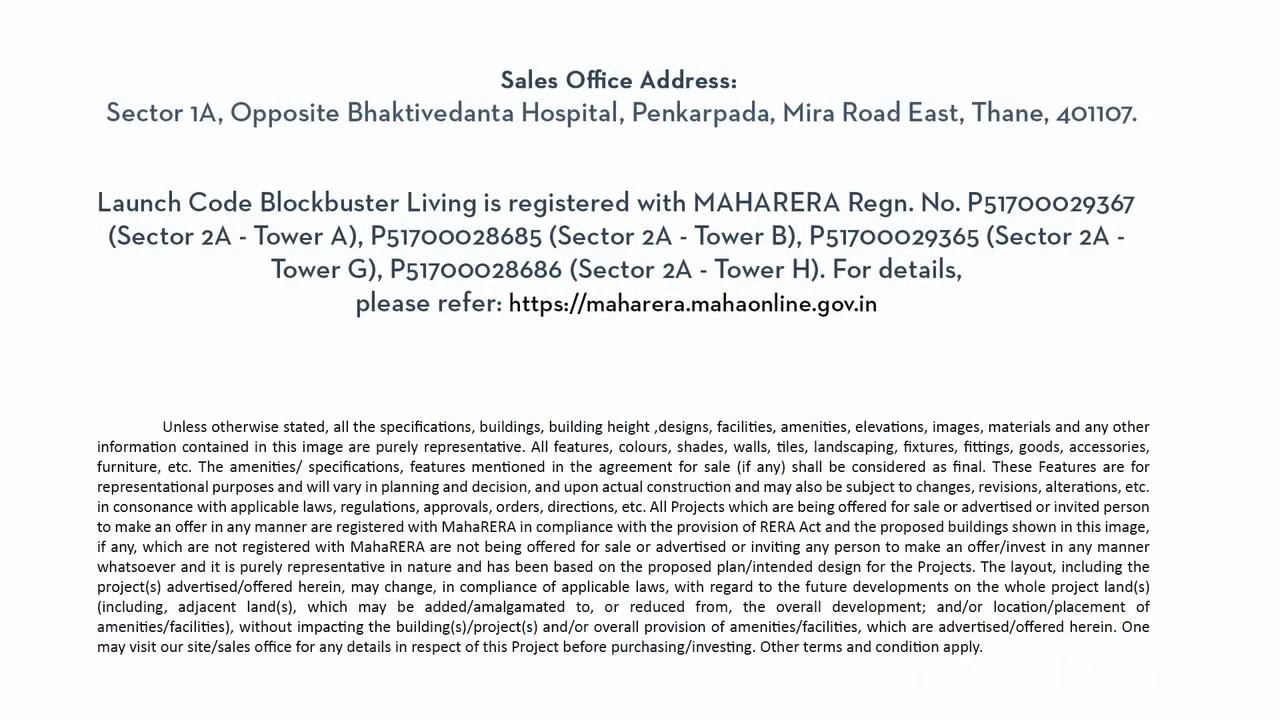 Sales Office Address:
Sector 1A, Opposite Bhaktivedanta Hospital, Penkarpada, Mira Road East, Thane, 401107.
Launch Code Blockbuster Living is registered with MAHARERA Regn. No. P51700029367
(Sector 2A - Tower A), P51700028685 (Sector 2A - Tower B), P51700029365 (Sector 2A -
Tower G), P51700028686 (Sector 2A - Tower H). For details,
please refer: https://maharera.mahaonline.gov.in
Unless otherwise stated, all the specifications, buildings, building height ,designs, facilities, amenities, elevations, images, materials and any other
information contained in this image are purely representative. All features, colours, shades, walls, tiles, landscaping, fixtures, fittings, goods, accessories,
furniture, etc. The amenities/ specifications, features mentioned in the agreement for sale (if any) shall be considered as final. These Features are for
representational purposes and will vary in planning and decision, and upon actual construction and may also be subject to changes, revisions, alterations, etc.
in consonance with applicable laws, regulations, approvals, orders, directions, etc. All Projects which are being offered for sale or advertised or invited person
to make an offer in any manner are registered with MahaRERA in compliance with the provision of RERA Act and the proposed buildings shown in this image,
if any, which are not registered with MahaRERA are not being offered for sale or advertised or inviting any person to make an offer/invest in any manner
whatsoever and it is purely representative in nature and has been based on the proposed plan/intended design for the Projects. The layout, including the
project(s) advertised/offered herein, may change, in compliance of applicable laws, with regard to the future developments on the whole project land(s)
(including, adjacent land(s), which may be added/amalgamated to, or reduced from, the overall development; and/or location/placement of
amenities/facilities), without impacting the building(s)/project(s) and/or overall provision of amenities/facilities, which are advertised/offered herein. One
may visit our site/sales office for any details in respect of this Project before purchasing/investing. Other terms and condition apply.